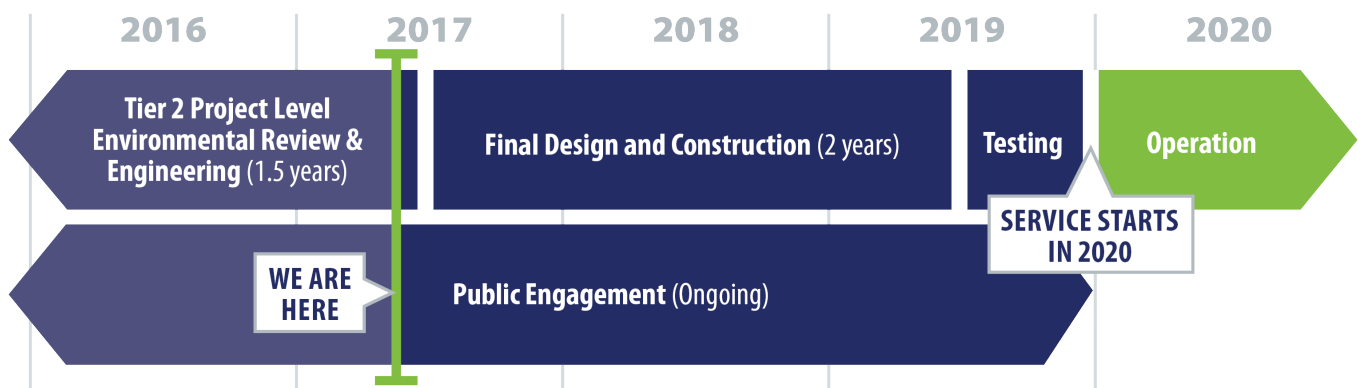 2016 2017 2018 2019 2020
Tier 2 Project Level
Environmental Review &
Engineering (1.5 years)
Final Design and Construction (2 years)
Testing
Operation
SERVICE STARTS
IN 2020
WE ARE
HERE
Public Engagement (Ongoing)